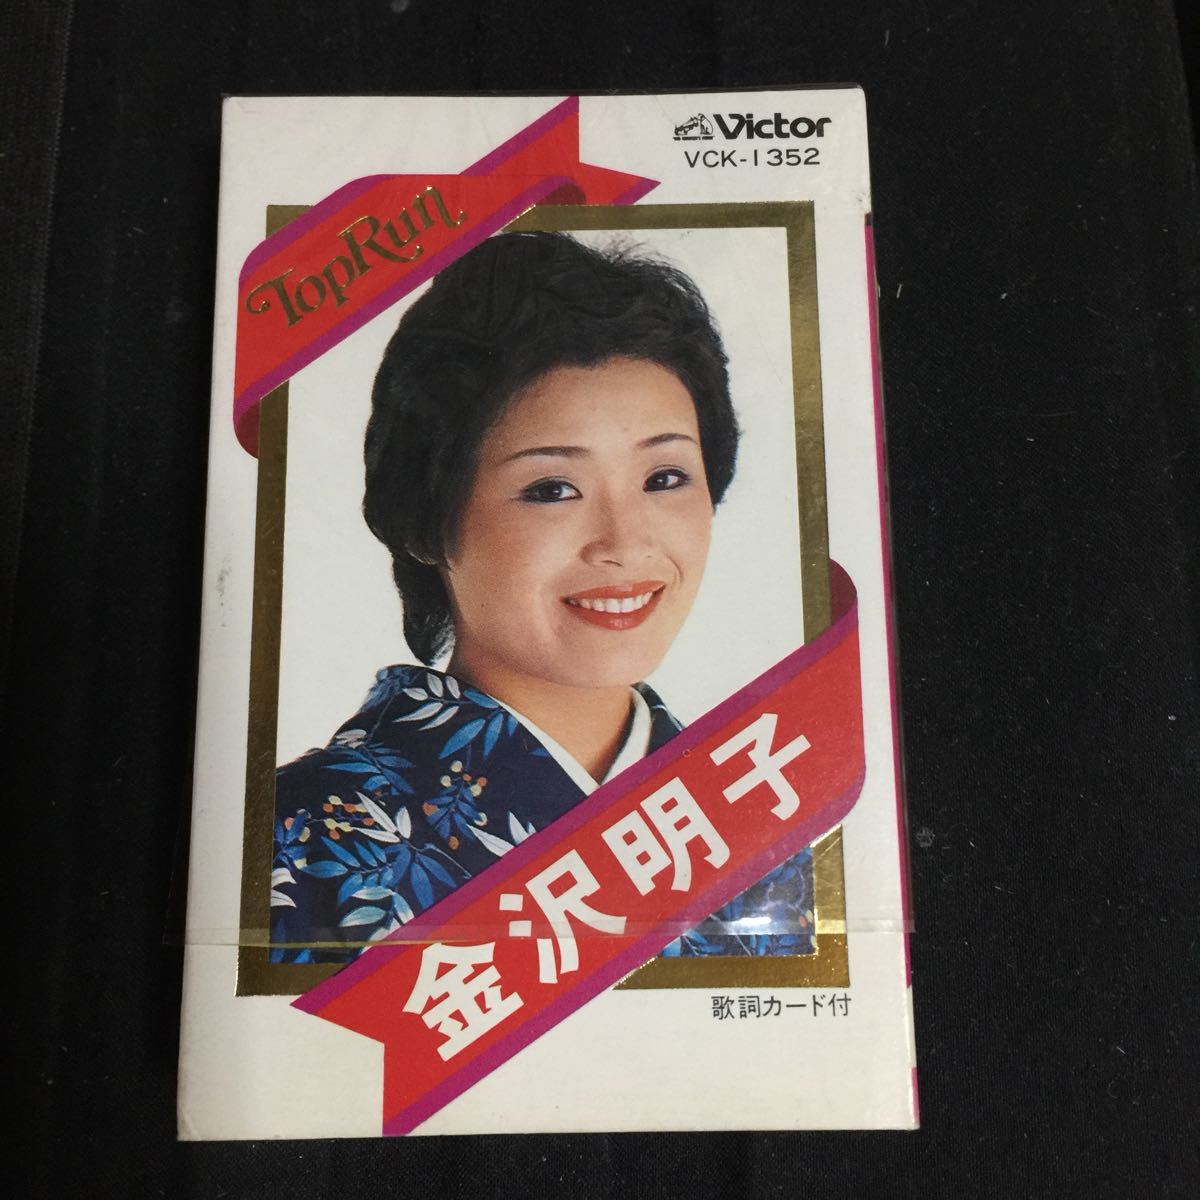 Victor
VCK-1352
TopRun
金沢明子
歌詞カード付